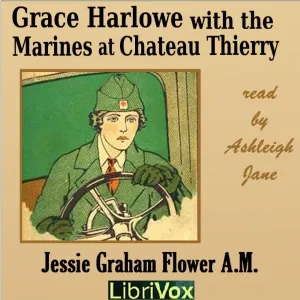 Grace Harlowe with the
Marines at Chateau Thierry
read
by
Ashleigh
Jane
Jessie Graham Flower A.M.
LibriVox